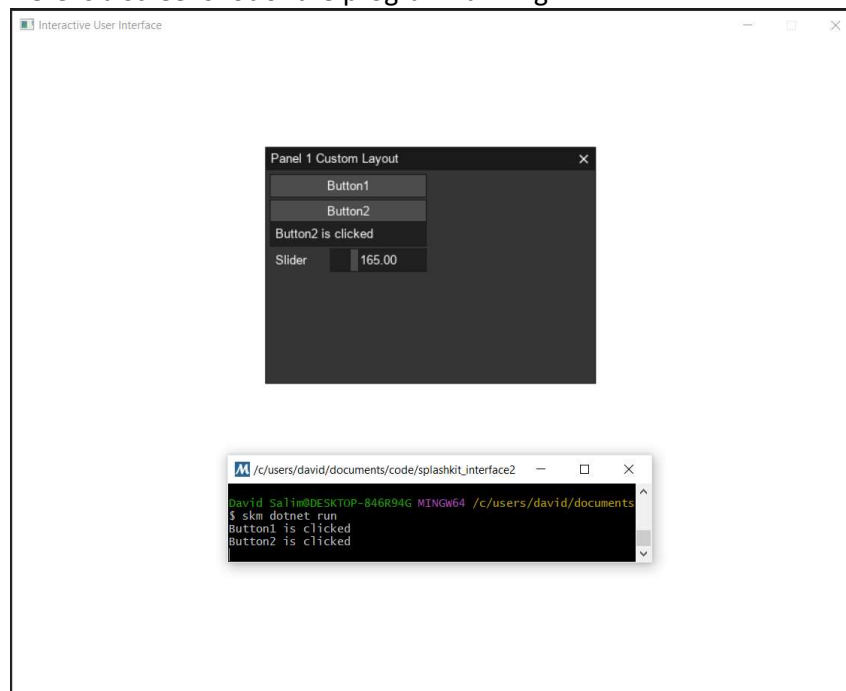 Interactive User Interface
Panel 1 Custom Layout
Button1
Button2
Button2 is clicked
Slider 165.00
/c/users/david/documents/code/splashkit_interface2
David Salim@DESKTOP-846R94G MINGW64 /c/users/david/documents
$ skm dotnet run
Button1 is clicked
Button2 is clicked